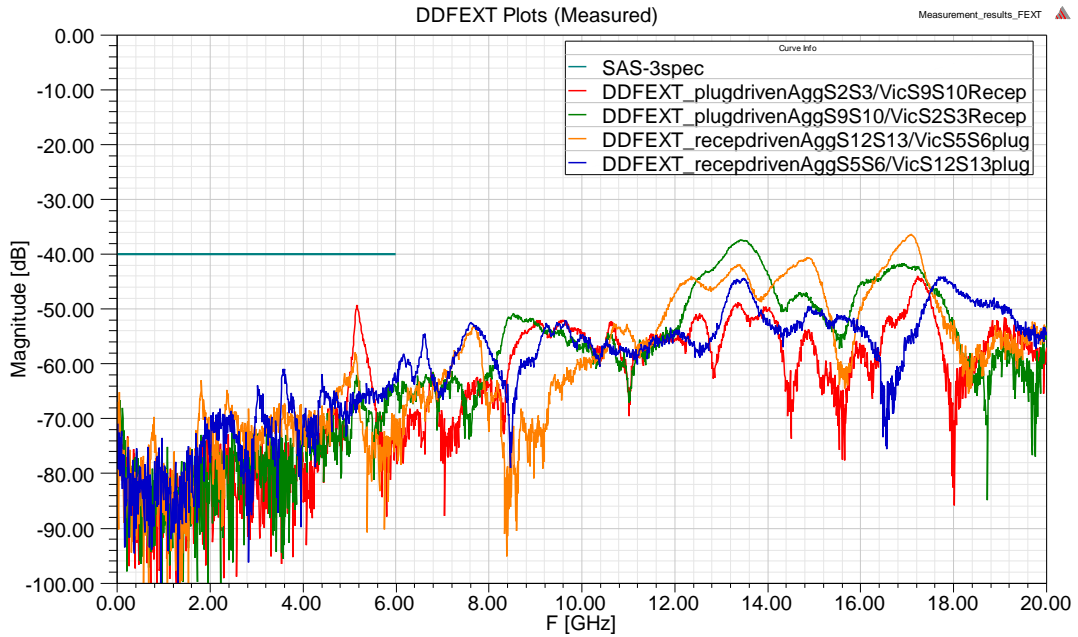 DDFEXT Plots (Measured)
Measurement_results_FEXT
Curve Info
SAS-3spec
DDFEXT_plugdrivenAggS2S3/VicS9S10Recep
DDFEXT_plugdrivenAggS9S10/VicS2S3Recep
DDFEXT_recepdrivenAggS12S13/VicS5S6plug
DDFEXT_recepdrivenAggS5S6/VicS12S13plug
Magnitude [dB]
0.00
-10.00
-20.00
-30.00
-40.00
-50.00
-60.00
-70.00
-80.00
-90.00
-100.00
0.00 2.00 4.00 6.00 8.00 10.00 12.00 14.00 16.00 18.00 20.00
F [GHz]